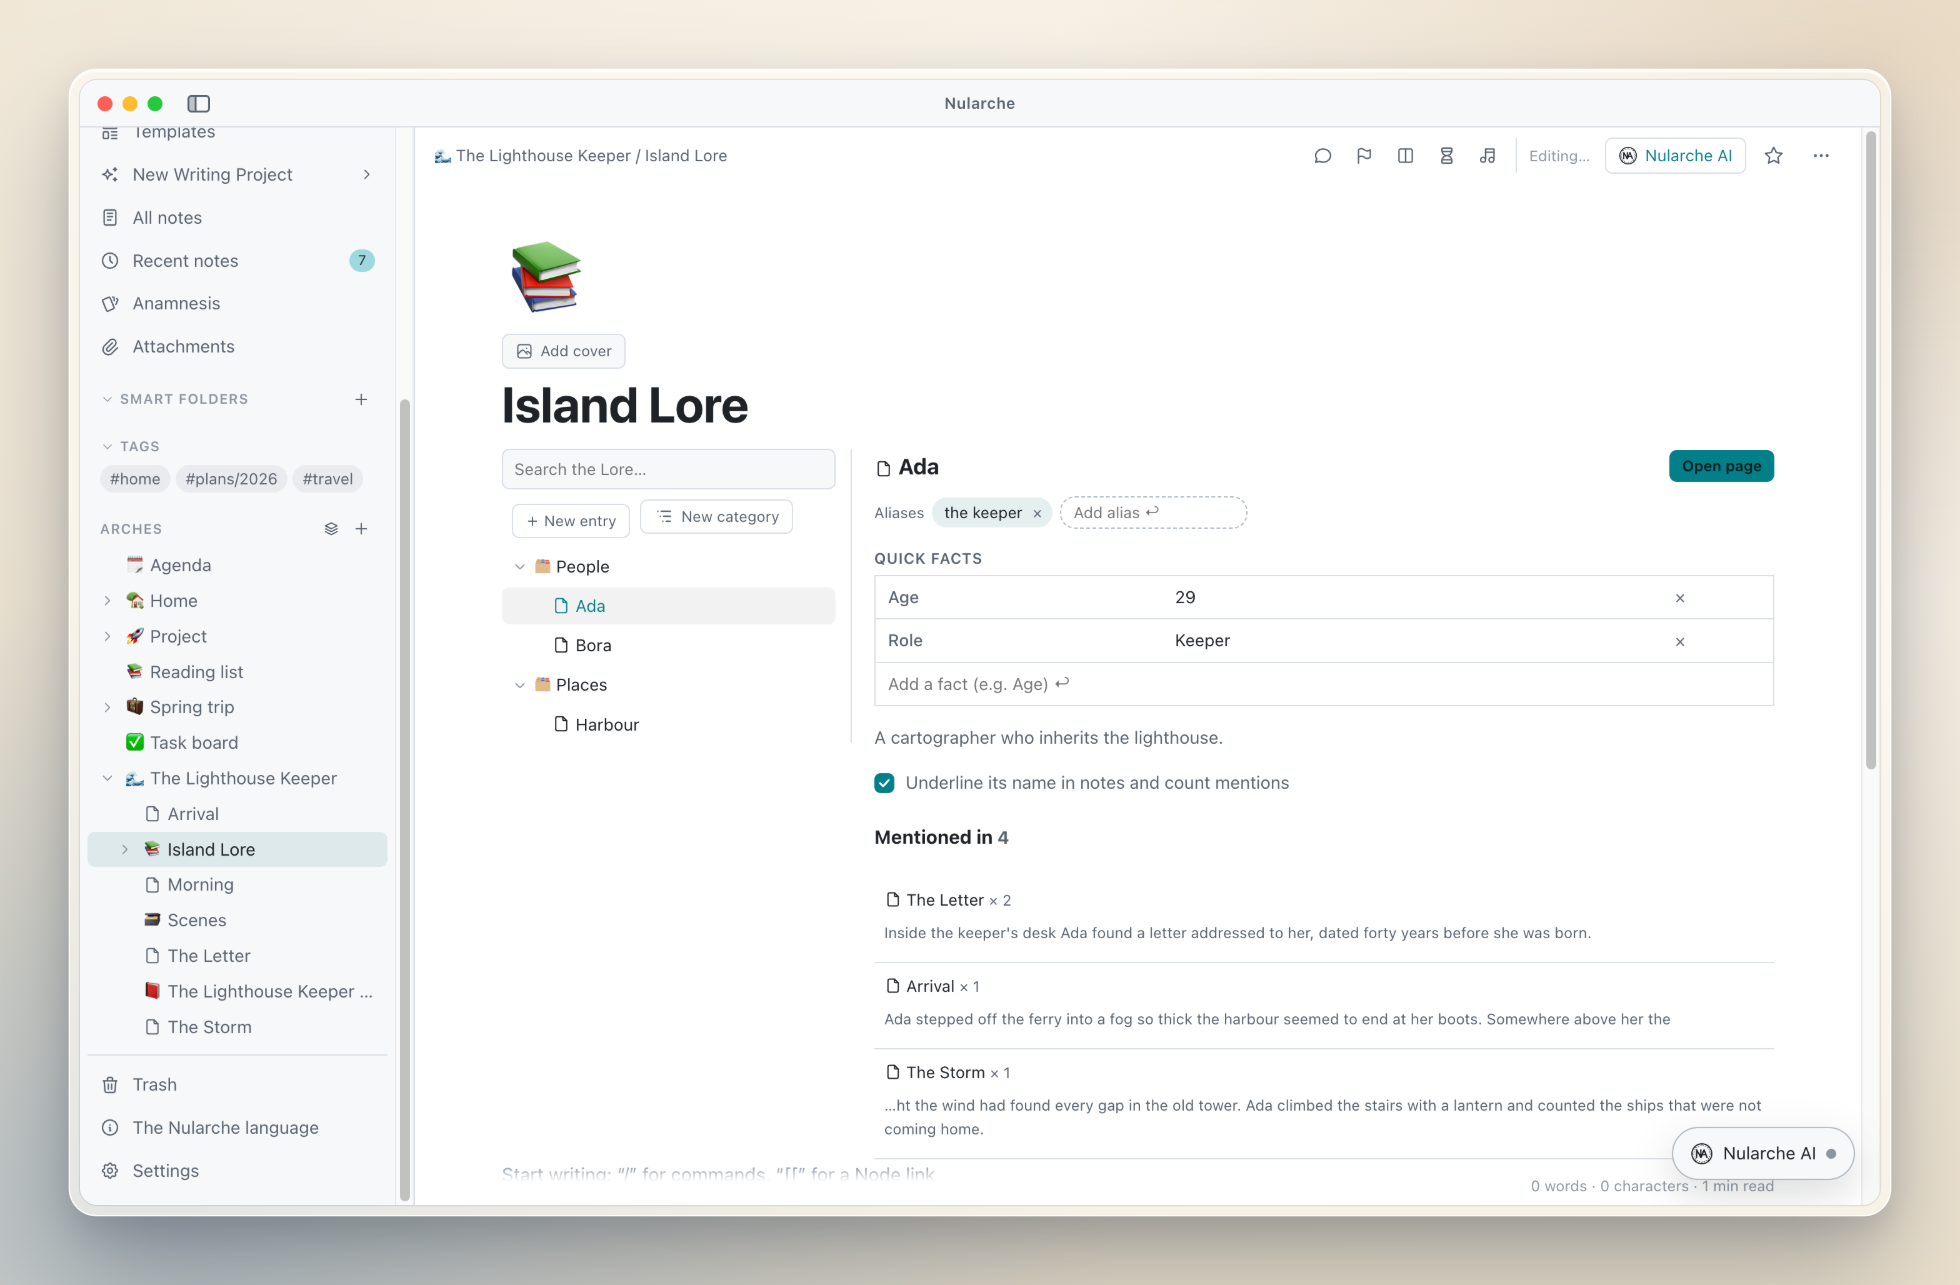 Nularche
Templates
New Writing Project
All notes
Recent notes
7
Anamnesis
Attachments
SMART FOLDERS
TAGS
#home
#plans/2026
#travel
ARCHES
Agenda
Home
Project
Reading list
Spring trip
Task board
The Lighthouse Keeper
Arrival
Island Lore
Morning
Scenes
The Letter
The Lighthouse Keeper ...
The Storm
Trash
The Nularche language
Settings
The Lighthouse Keeper / Island Lore
Editing...
Nularche AI
Add cover
Island Lore
Search the Lore...
+ New entry
New category
People
Ada
Bora
Places
Harbour
Ada
Open page
Aliases
the keeper ×
Add alias ↩
QUICK FACTS
Age 29 ×
Role Keeper ×
Add a fact (e.g. Age) ↩
A cartographer who inherits the lighthouse.
Underline its name in notes and count mentions
Mentioned in 4
The Letter × 2
Inside the keeper's desk Ada found a letter addressed to her, dated forty years before she was born.
Arrival × 1
Ada stepped off the ferry into a fog so thick the harbour seemed to end at her boots. Somewhere above her the
The Storm × 1
...ht the wind had found every gap in the old tower. Ada climbed the stairs with a lantern and counted the ships that were not
coming home.
Start writing: “/” for commands, “[[” for a Node link
Nularche AI
0 words · 0 characters · 1 min read